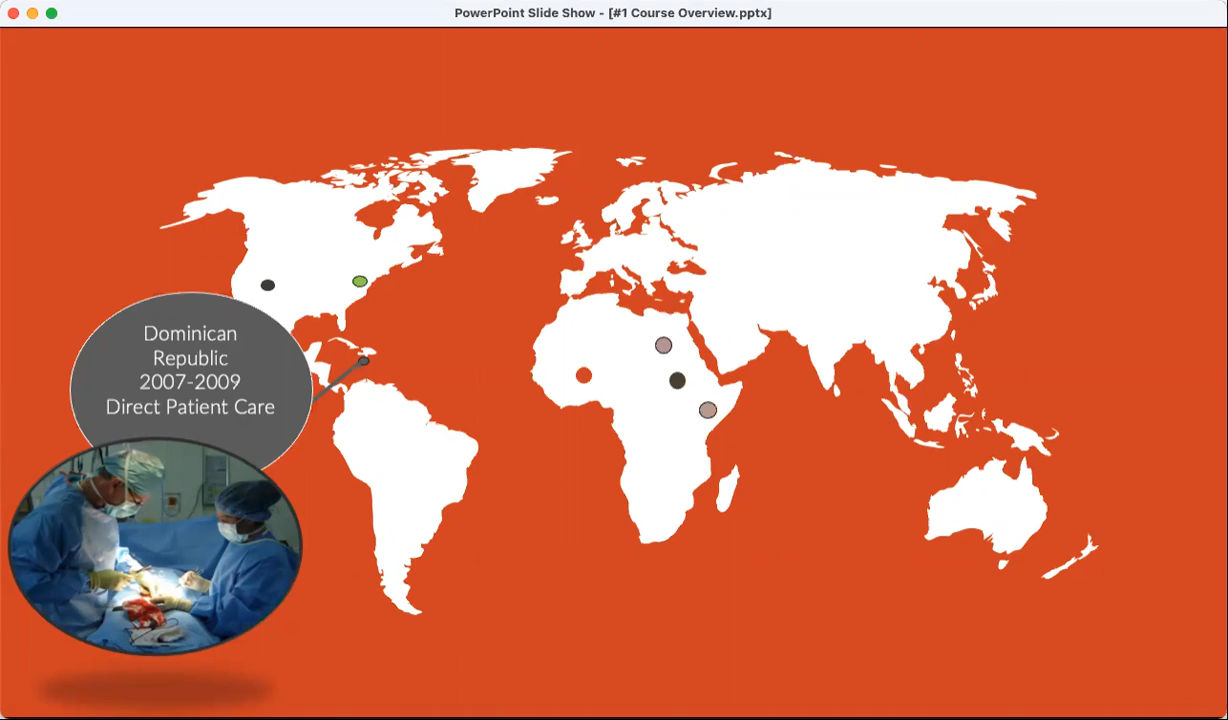 PowerPoint Slide Show - [#1 Course Overview.pptx]
Dominican
Republic
2007-2009
Direct Patient Care